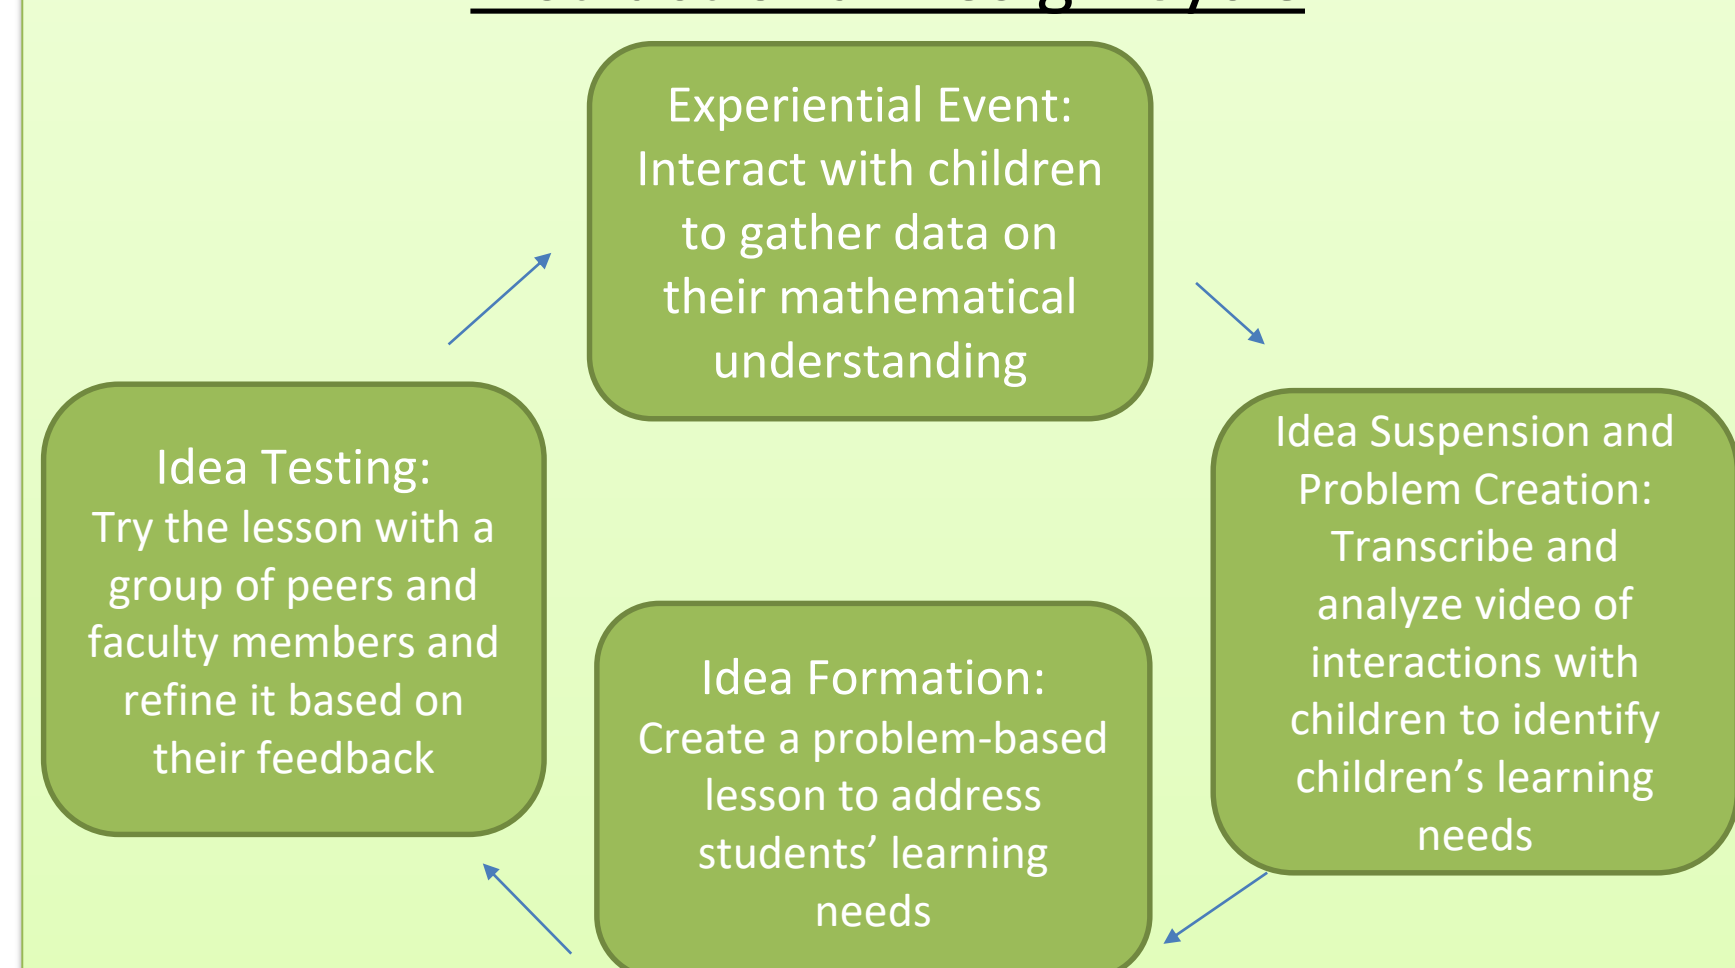 Experiential Event:
Interact with children
to gather data on
their mathematical
understanding
Idea Suspension and
Problem Creation:
Transcribe and
analyze video of
interactions with
children to identify
children’s learning
needs
Idea Formation:
Create a problem-based
lesson to address
students’ learning
needs
Idea Testing:
Try the lesson with a
group of peers and
faculty members and
refine it based on
their feedback